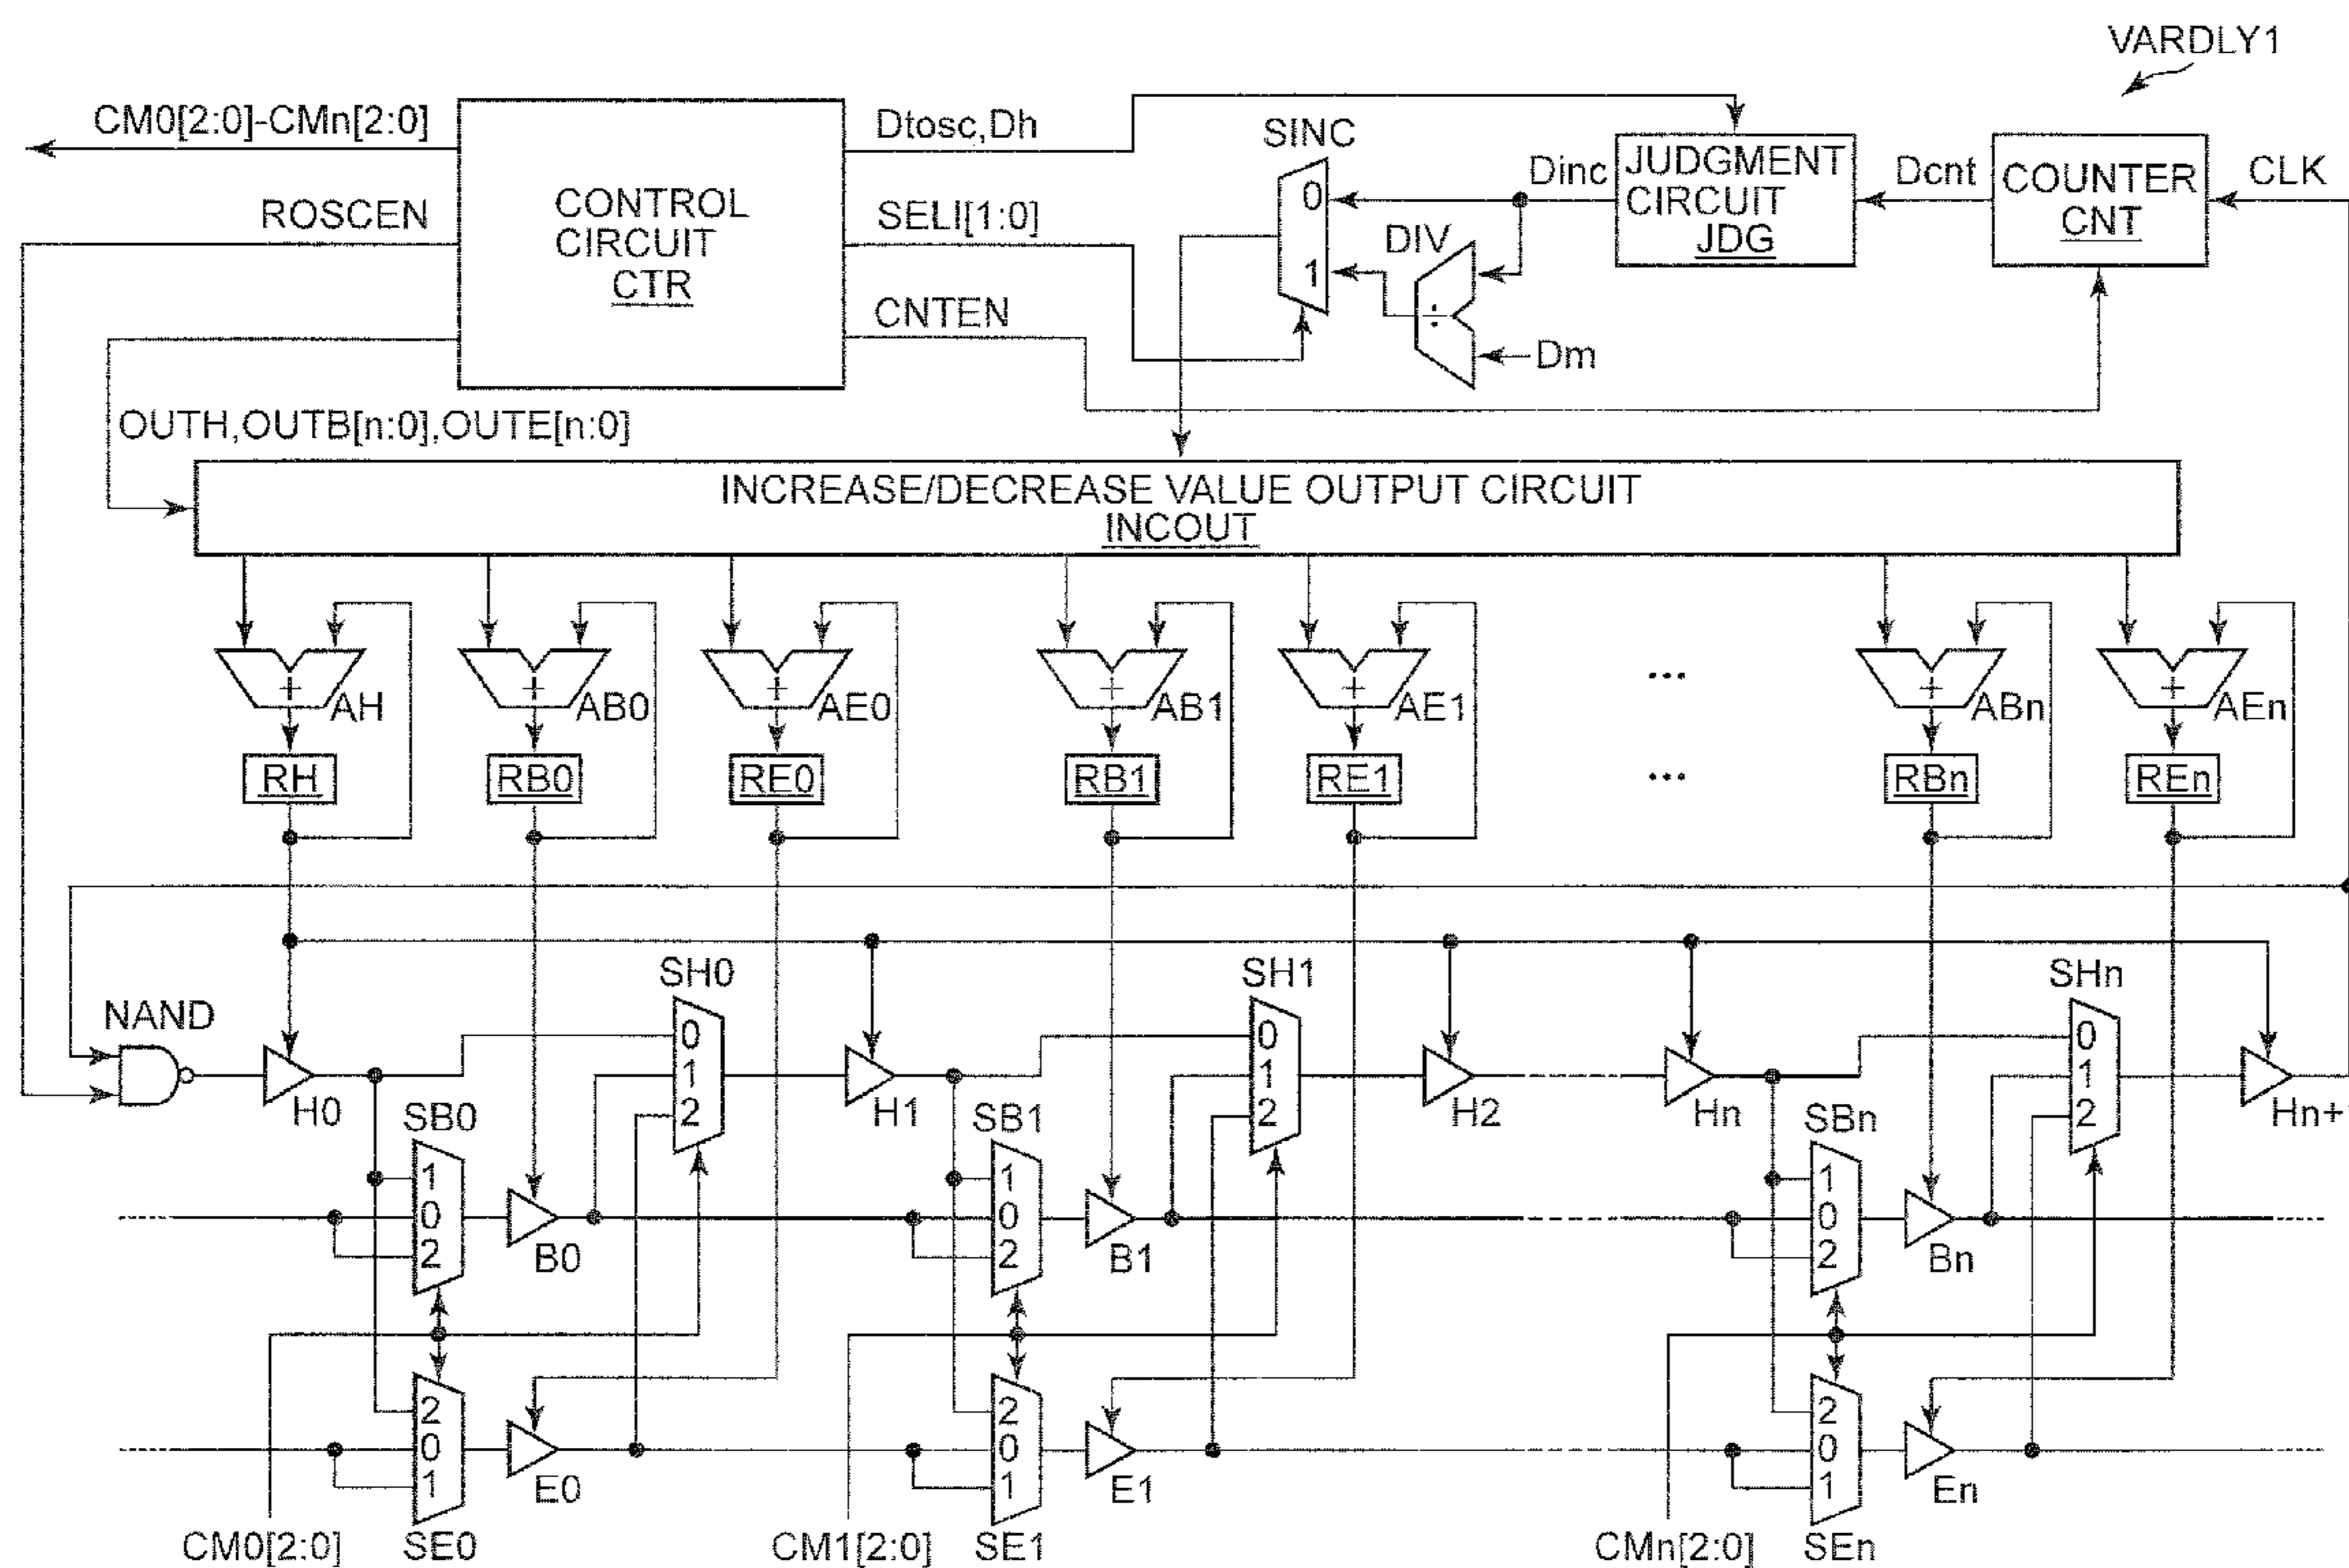 VARDLY1
CM0[2:0]-CMn[2:0]
ROSCEN
CONTROL
CIRCUIT
CTR
Dtosc,Dh
SELI[1:0]
CNTEN
SINC
0
1
DIV
÷
Dm
Dinc
JUDGMENT
CIRCUIT
JDG
Dcnt
COUNTER
CNT
CLK
OUTH,OUTB[n:0],OUTE[n:0]
INCREASE/DECREASE VALUE OUTPUT CIRCUIT
INCOUT
+ + + + + + +
AH AB0 AE0 AB1 AE1 ... ABn AEn
RH RB0 RE0 RB1 RE1 ... RBn REn
NAND
SH0 SH1 SHn
0 0 0
1 1 1
2 2 2
H0 H1 H2 Hn Hn+
SB0 SB1 SBn
1 1 1
0 0 0
2 2 2
B0 B1 Bn
2 2 2
0 0 0
1 1 1
E0 E1 En
CM0[2:0] SE0 CM1[2:0] SE1 CMn[2:0] SEn